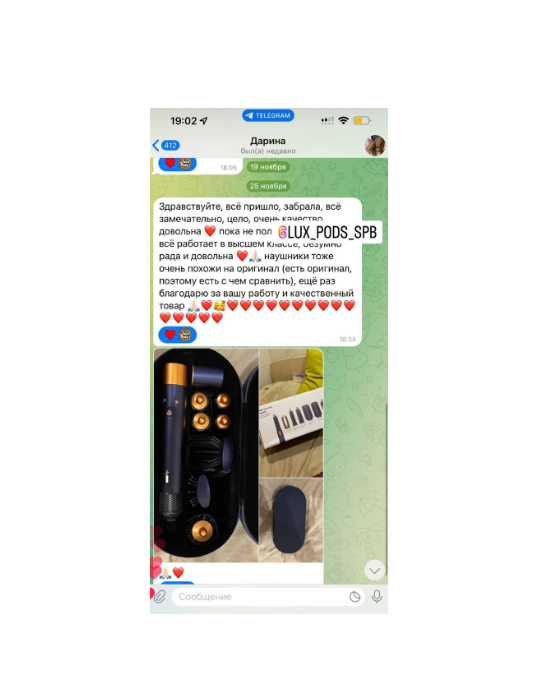 19:02
TELEGRAM
412
Дарина
был(а) недавно
18:05
19 ноября
25 ноября
Здравствуйте, всё пришло, забрала, всё
замечательно, цело, очень качество
довольна ❤️ пока не пол
@LUX_PODS_SPB
всё работает в высшем классе, безумно
рада и довольна ❤️🙏🏻 наушники тоже
очень похожи на оригинал (есть оригинал,
поэтому есть с чем сравнить), ещё раз
благодарю за вашу работу и качественный
товар 🙏🏻❤️🥰❤️❤️❤️❤️❤️❤️❤️❤️❤️❤️
❤️❤️❤️❤️❤️
18:34
🙏🏻❤️
Сообщение